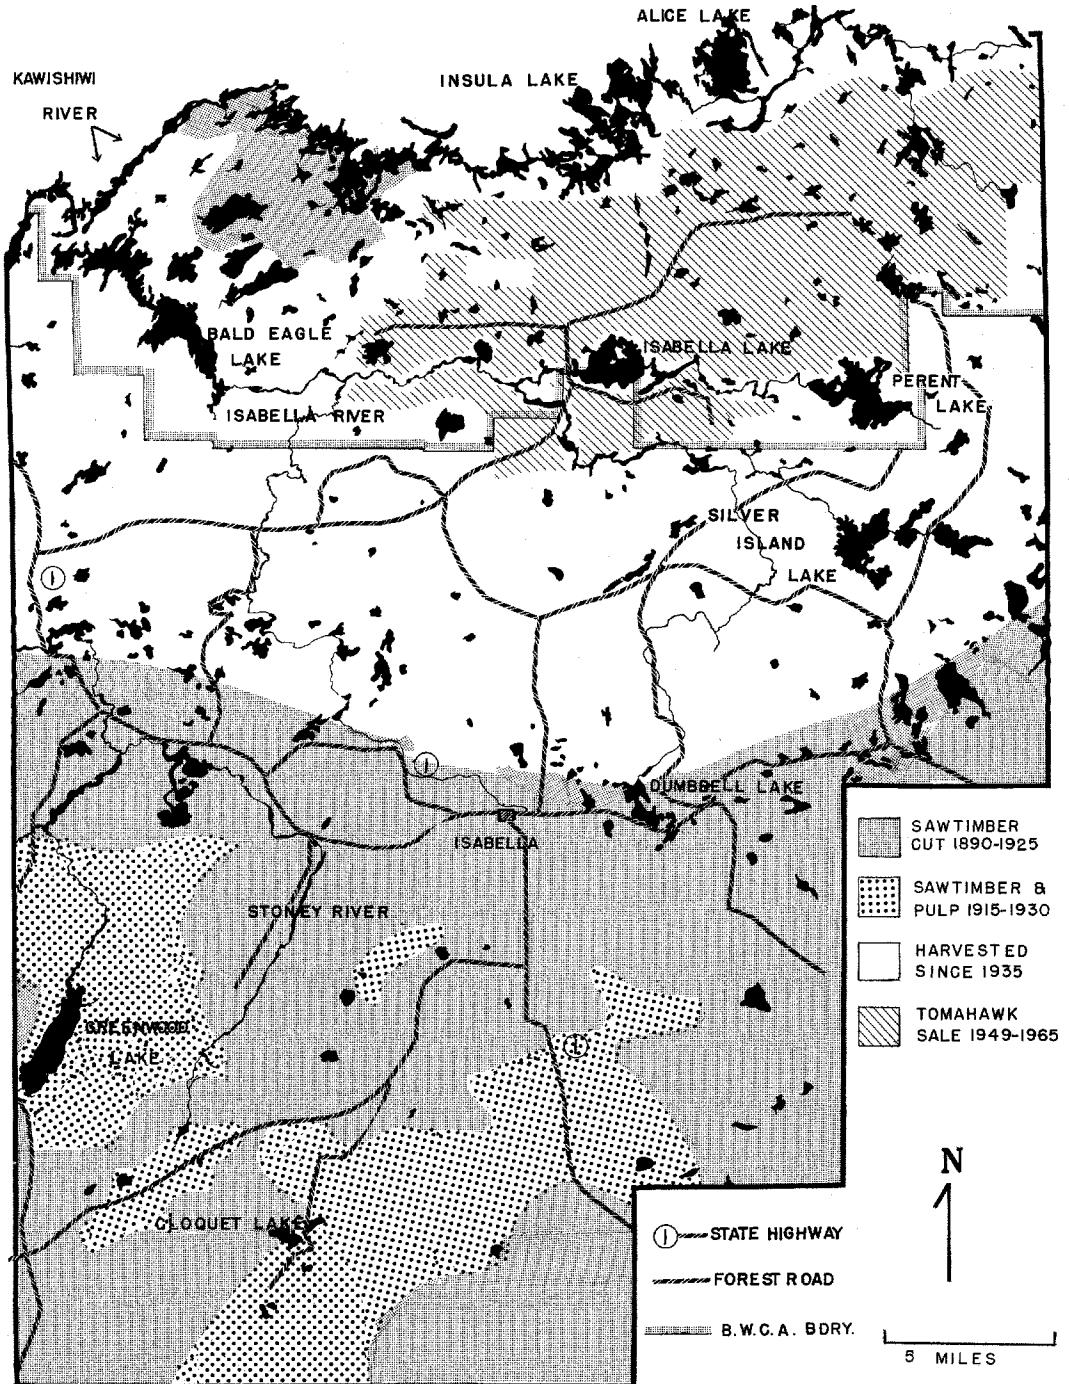 ALICE LAKE
KAWISHIWI
RIVER
INSULA LAKE
BALD EAGLE
LAKE
ISABELLA LAKE
PERENT
LAKE
ISABELLA RIVER
SILVER
ISLAND
LAKE
1
1
DUMBBELL LAKE
ISABELLA
SAWTIMBER
CUT 1890-1925
SAWTIMBER &
PULP 1915-1930
STONEY RIVER
HARVESTED
SINCE 1935
TOMAHAWK
SALE 1949-1965
GREENWOOD
LAKE
1
N
CLOQUET LAKE
1 STATE HIGHWAY
FOREST ROAD
B.W.C.A. BDRY.
5 MILES